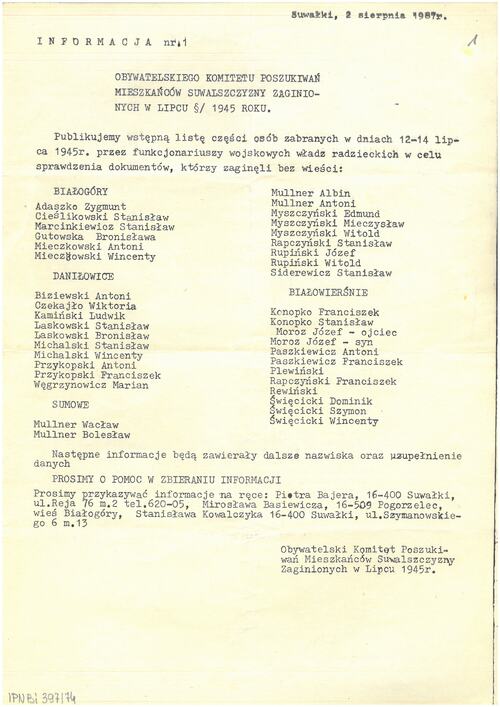 Suwałki, 2 sierpnia 1987r.
1
INFORMACJA nr.1
OBYWATELSKIEGO KOMITETU POSZUKIWAŃ
MIESZKAŃCÓW SUWALSZCZYZNY ZAGINIO-
NYCH W LIPCU §/ 1945 ROKU.
Publikujemy wstępną listę części osób zabranych w dniach 12-14 lip-
ca 1945r. przez funkcjonariuszy wojskowych władz radzieckich w celu
sprawdzenia dokumentów, którzy zaginęli bez wieści:
BIAŁOGÓRY
Adaszko Zygmunt
Cieślikowski Stanisław
Marcinkiewicz Stanisław
Gutowska Bronisława
Mieczkowski Antoni
Mieczkowski Wincenty
DANIŁOWICE
Biziewski Antoni
Czekajło Wiktoria
Kamiński Ludwik
Laskowski Stanisław
Laskowski Bronisław
Michalski Stanisław
Michalski Wincenty
Przykopski Antoni
Przykopski Franciszek
Węgrzynowicz Marian
SUMOWE
Mullner Wacław
Mullner Bolesław
Mullner Albin
Mullner Antoni
Myszczyński Edmund
Myszczyński Mieczysław
Myszczyński Witold
Rapczyński Stanisław
Rupiński Józef
Rupiński Witold
Siderewicz Stanisław
BIAŁOWIERŚNIE
Konopko Franciszek
Konopko Stanisław
Moroz Józef - ojciec
Moroz Józef - syn
Paszkiewicz Antoni
Paszkiewicz Franciszek
Plewiński
Rapczyński Franciszek
Rewiński
Święcicki Dominik
Święcicki Szymon
Święcicki Wincenty
Następne informacje będą zawierały dalsze nazwiska oraz uzupełnienie
danych
PROSIMY O POMOC W ZBIERANIU INFORMACJI
Prosimy przykazywać informacje na ręce: Piotra Bajera, 16-400 Suwałki,
ul.Reja 76 m.2 tel.620-05, Mirosława Basiewicza, 16-509 Pogorzelec,
wieś Białogóry, Stanisława Kowalczyka 16-400 Suwałki, ul.Szymanowskie-
go 6 m.13
Obywatelski Komitet Poszuki-
wań Mieszkańców Suwalszczyzny
Zaginionych w Lipcu 1945r.
IPN Bi 397/74